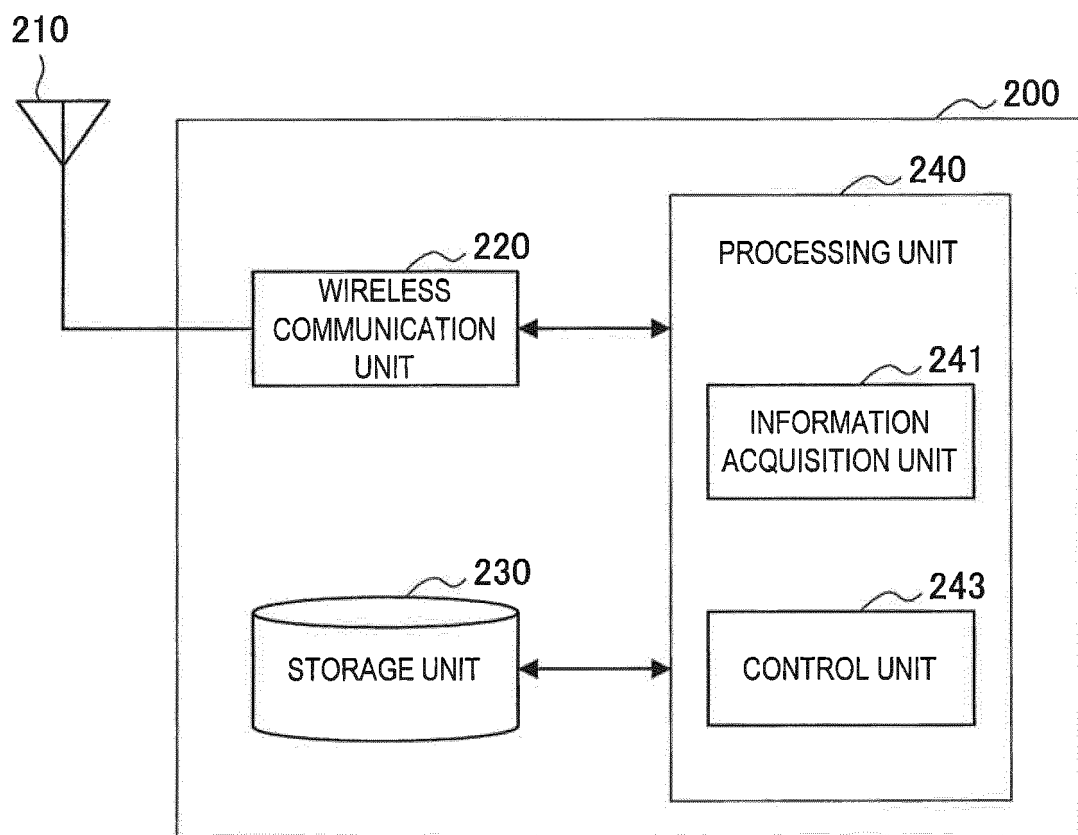 210
200
240
PROCESSING UNIT
220
WIRELESS
COMMUNICATION
UNIT
241
INFORMATION
ACQUISITION UNIT
230
STORAGE UNIT
243
CONTROL UNIT